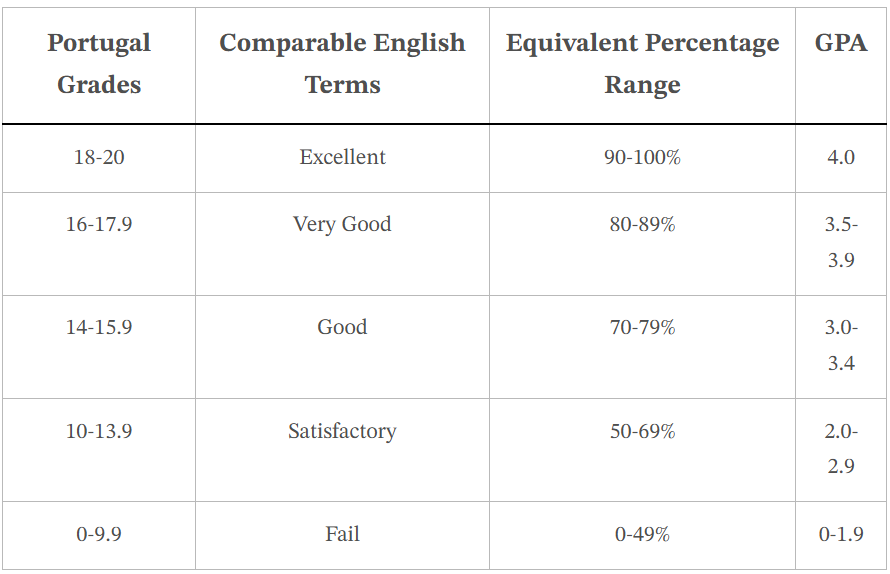 Portugal Grades Comparable English Terms Equivalent Percentage Range GPA
18-20 Excellent 90-100% 4.0
16-17.9 Very Good 80-89% 3.5-3.9
14-15.9 Good 70-79% 3.0-3.4
10-13.9 Satisfactory 50-69% 2.0-2.9
0-9.9 Fail 0-49% 0-1.9